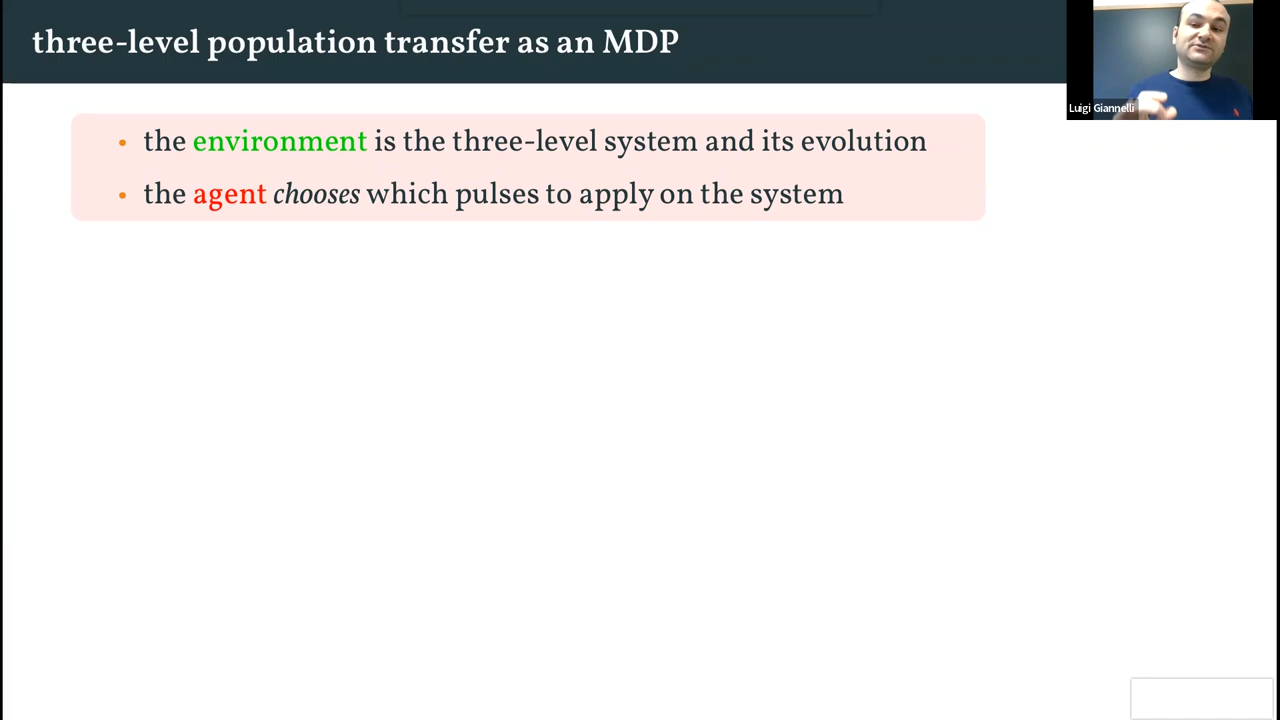 three-level population transfer as an MDP
Luigi Giannelli
• the environment is the three-level system and its evolution
• the agent chooses which pulses to apply on the system